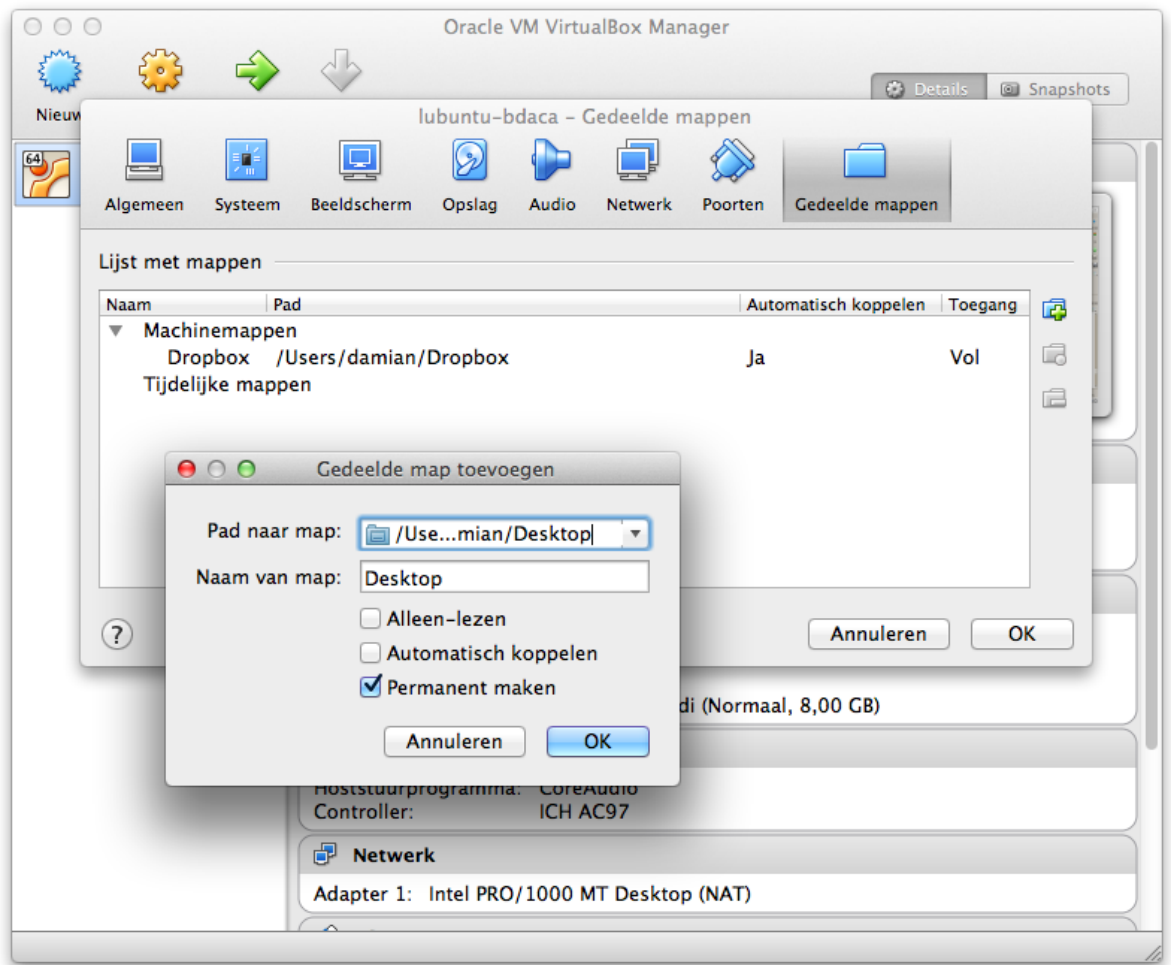 Oracle VM VirtualBox Manager
Nieuw
Details
Snapshots
lubuntu-bdaca – Gedeelde mappen
64
Algemeen Systeem Beeldscherm Opslag Audio Netwerk Poorten Gedeelde mappen
Lijst met mappen
Naam Pad Automatisch koppelen Toegang
Machinemappen
Dropbox /Users/damian/Dropbox Ja Vol
Tijdelijke mappen
Gedeelde map toevoegen
Pad naar map: /Use...mian/Desktop
Naam van map: Desktop
Alleen-lezen
Automatisch koppelen
Permanent maken
Annuleren OK
? Annuleren OK
di (Normaal, 8,00 GB)
Hoststuurprogramma: CoreAudio
Controller: ICH AC97
Netwerk
Adapter 1: Intel PRO/1000 MT Desktop (NAT)